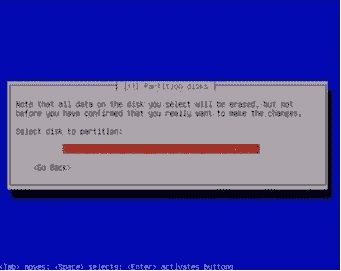 [!!] Partition disks
Note that all data on the disk you select will be erased, but not
before you have confirmed that you really want to make the changes.
Select disk to partition:
<Go Back>
<Tab> moves; <Space> selects; <Enter> activates buttons